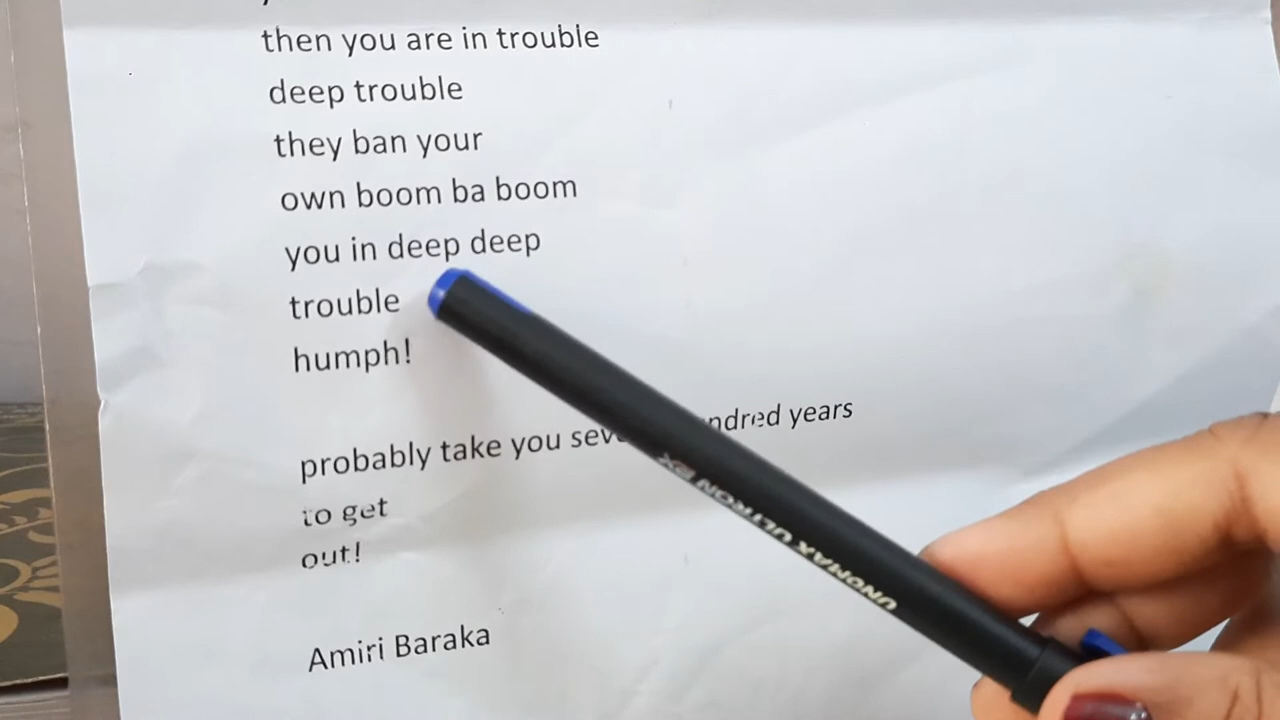 then you are in trouble
deep trouble
they ban your
own boom ba boom
you in deep deep
trouble
humph!
probably take you years
to get
out!
Amiri Baraka
UNOMAX ULTRON 2X